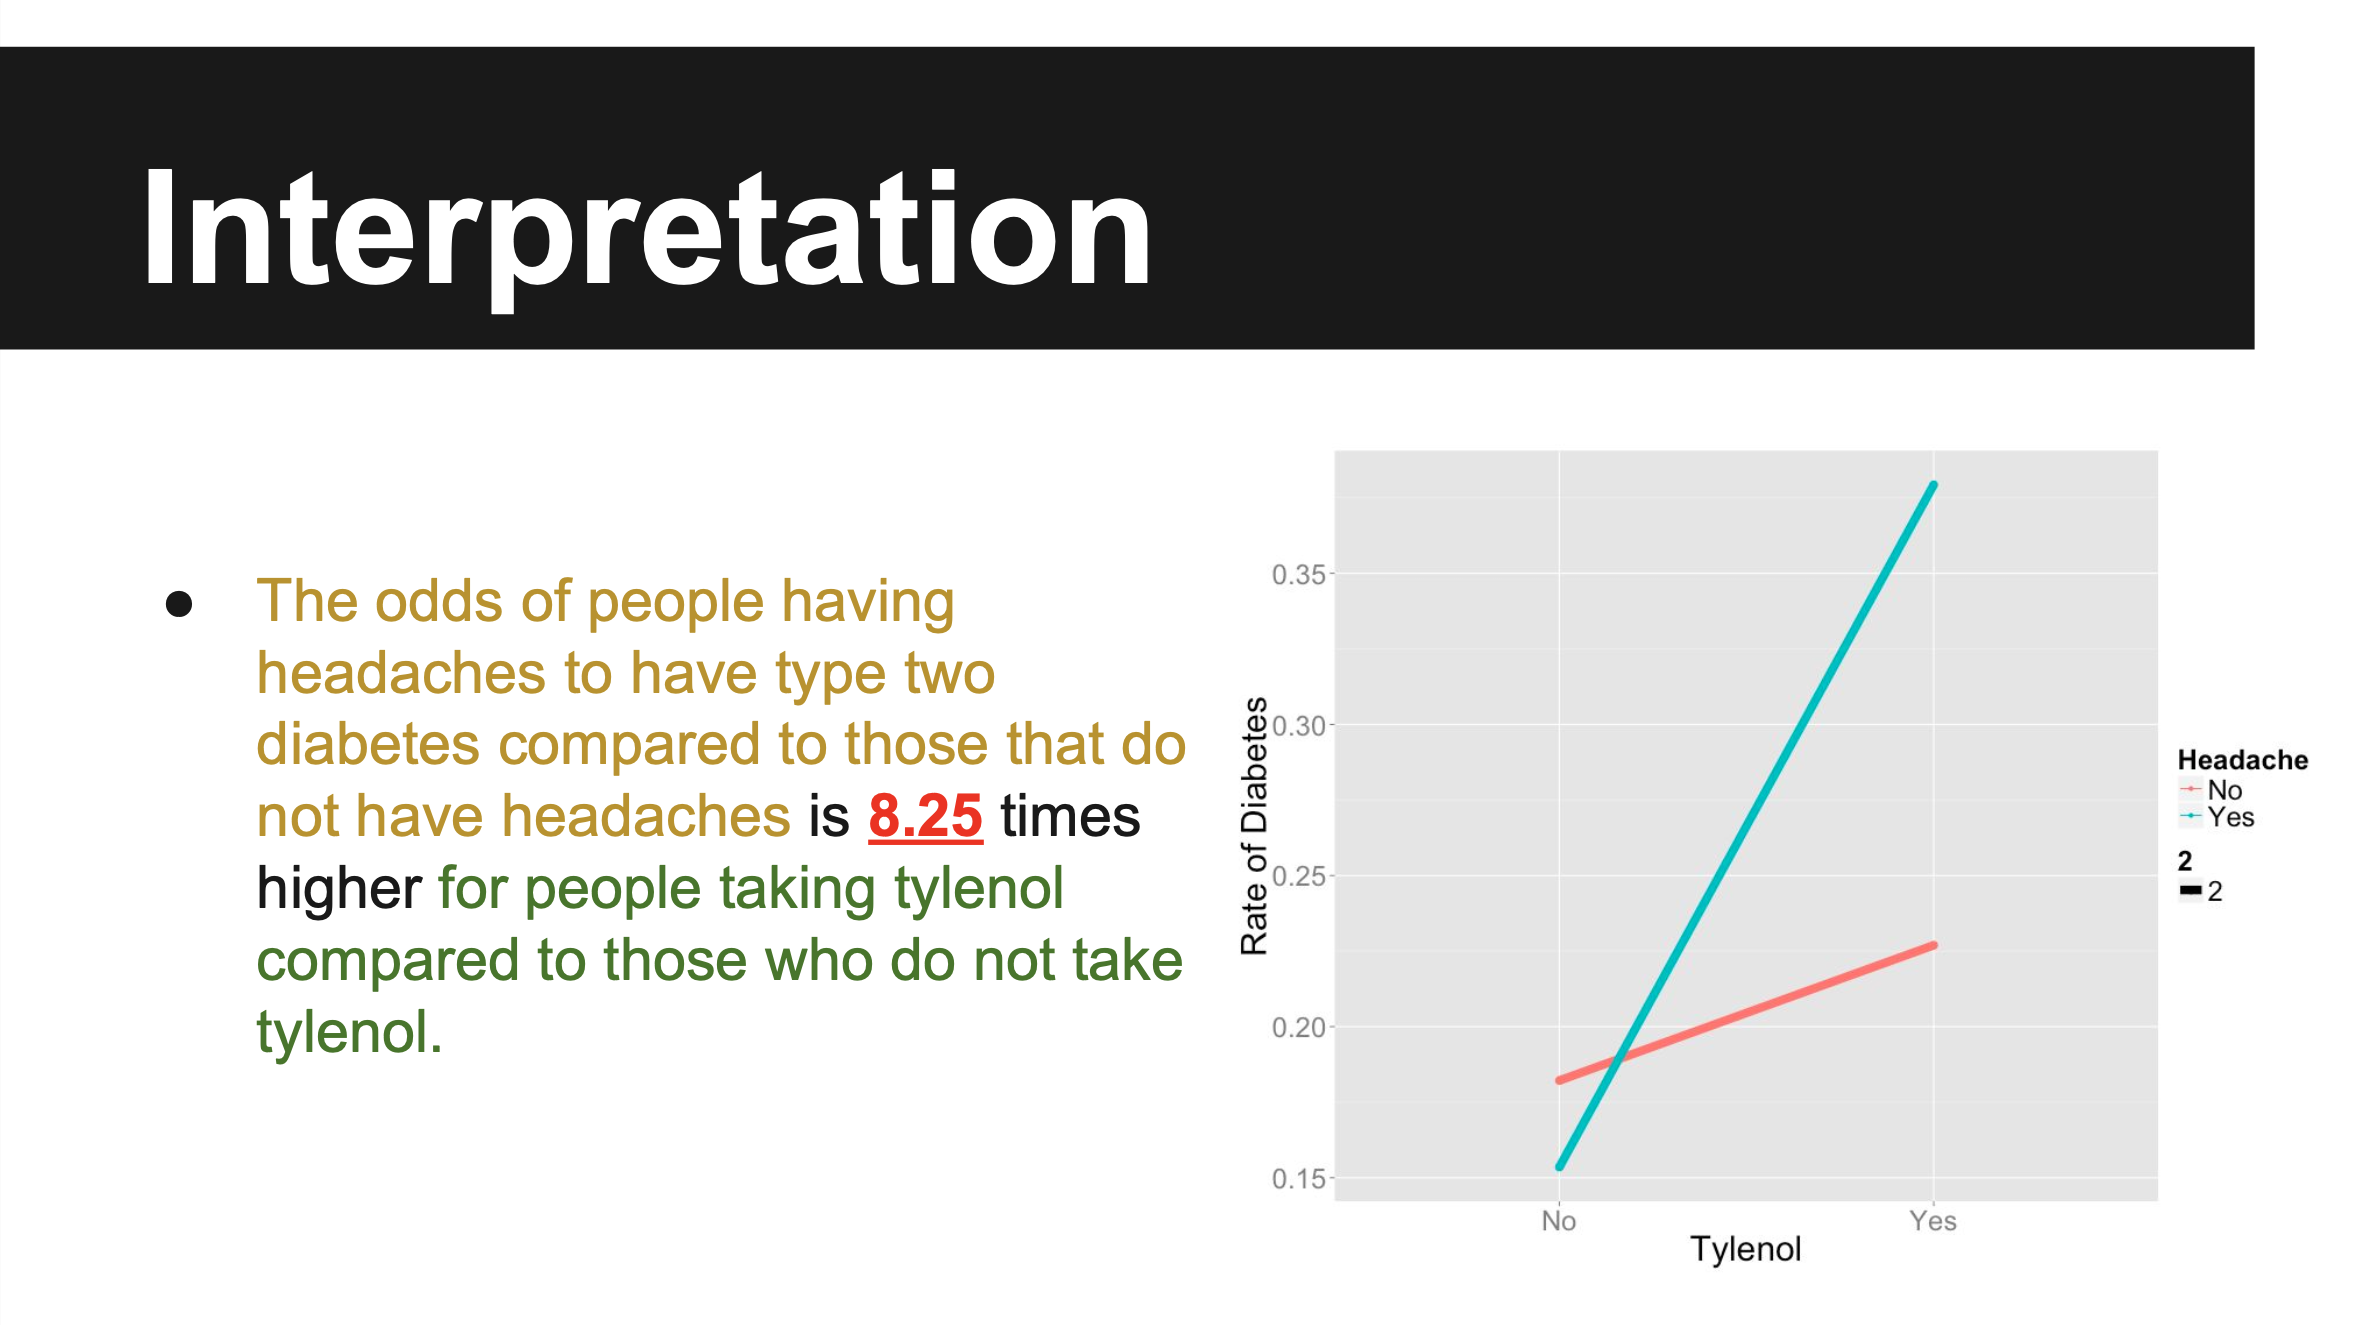 Interpretation
● The odds of people having
headaches to have type two
diabetes compared to those that do
not have headaches is 8.25 times
higher for people taking tylenol
compared to those who do not take
tylenol.
Rate of Diabetes
0.35
0.30
0.25
0.20
0.15
No
Yes
Tylenol
Headache
No
Yes
2
2